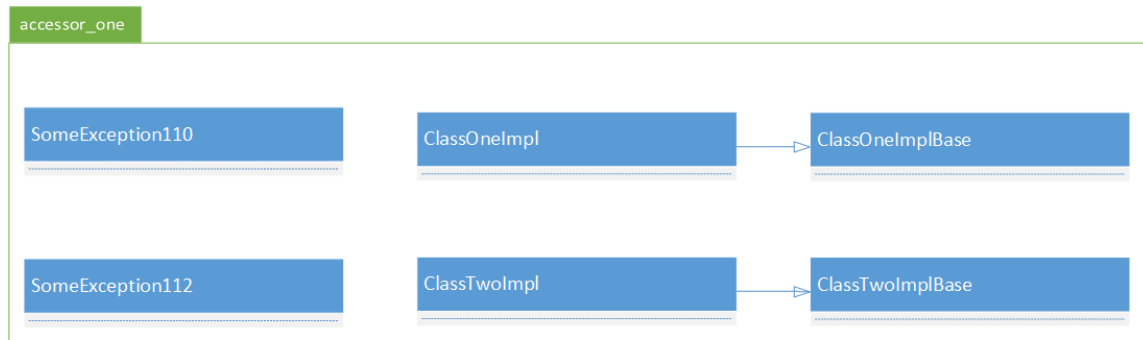 accessor_one
SomeException110
ClassOneImpl
ClassOneImplBase
SomeException112
ClassTwoImpl
ClassTwoImplBase